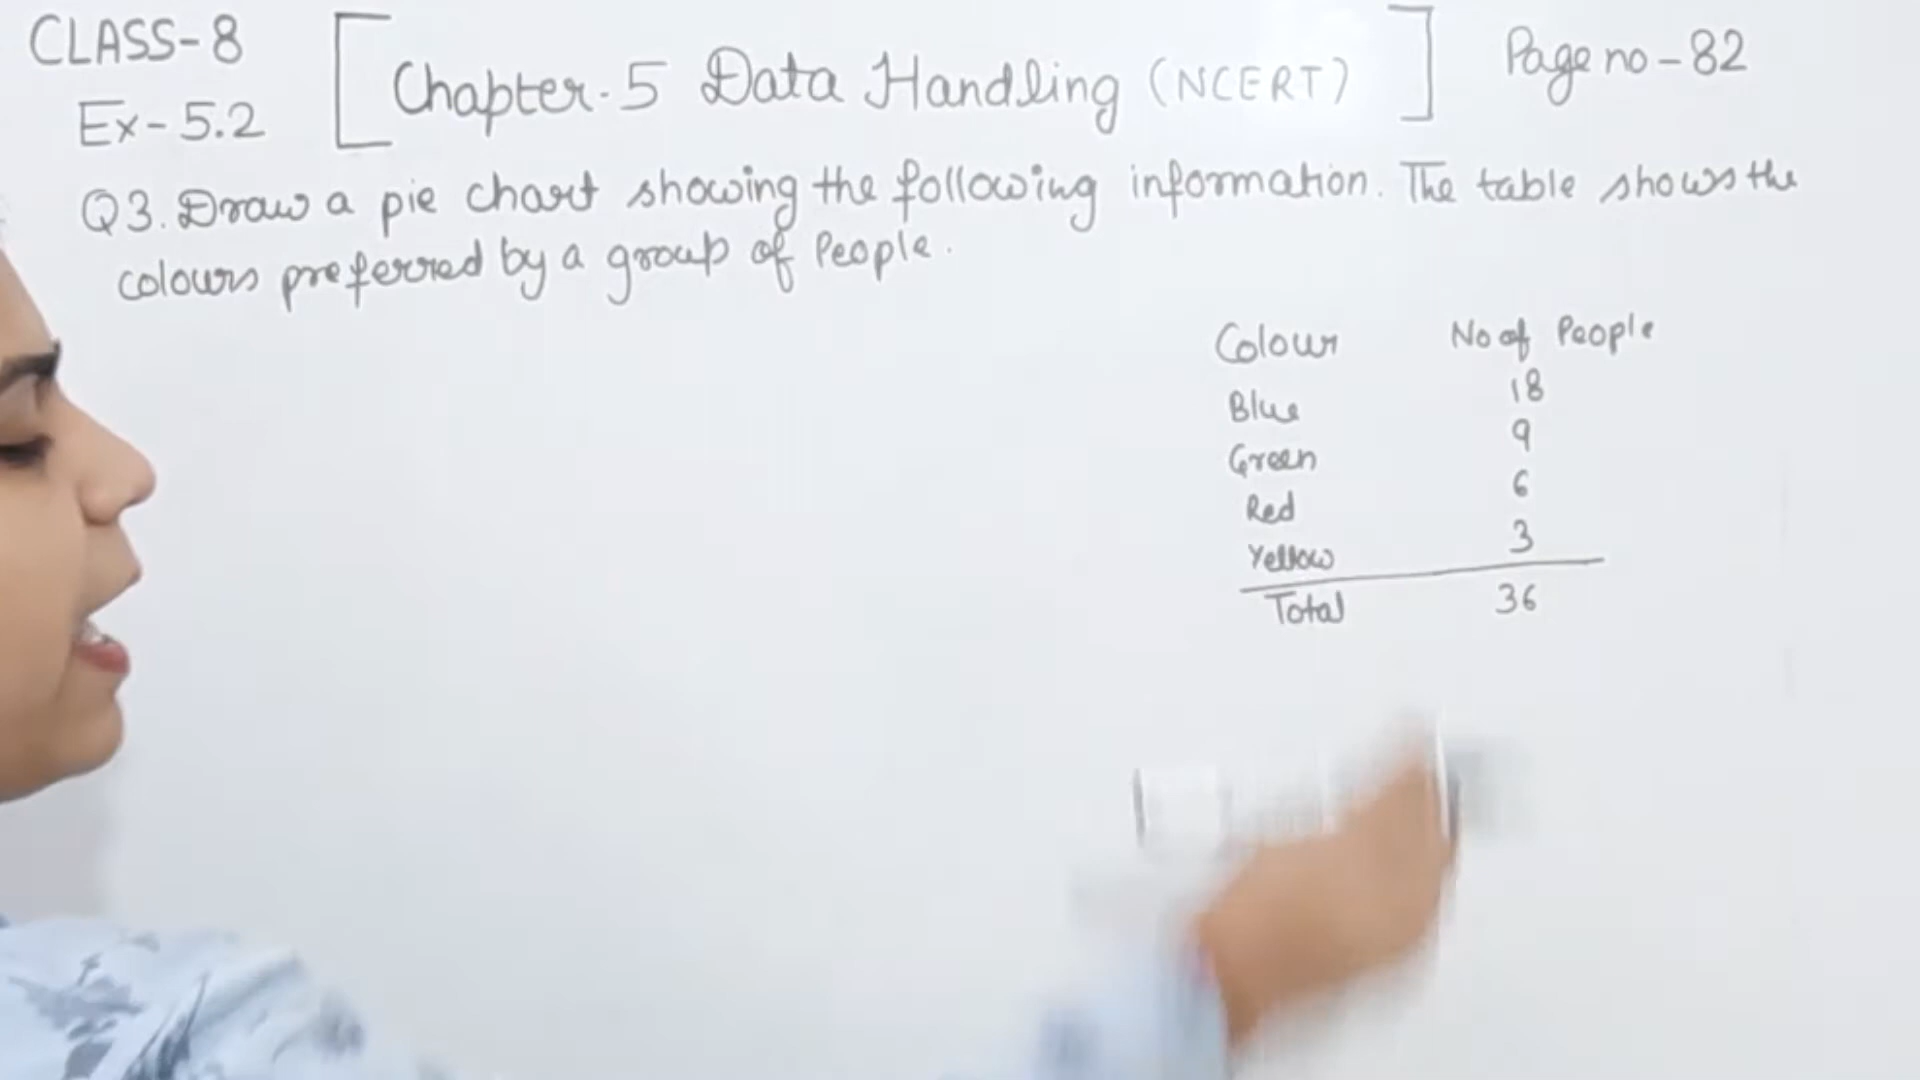 CLASS-8
Ex-5.2
[Chapter-5 Data Handling (NCERT)]
Page no-82
Q3. Draw a pie chart showing the following information. The table shows the
colours preferred by a group of People.
Colour No of People
Blue 18
Green 9
Red 6
Yellow 3
Total 36